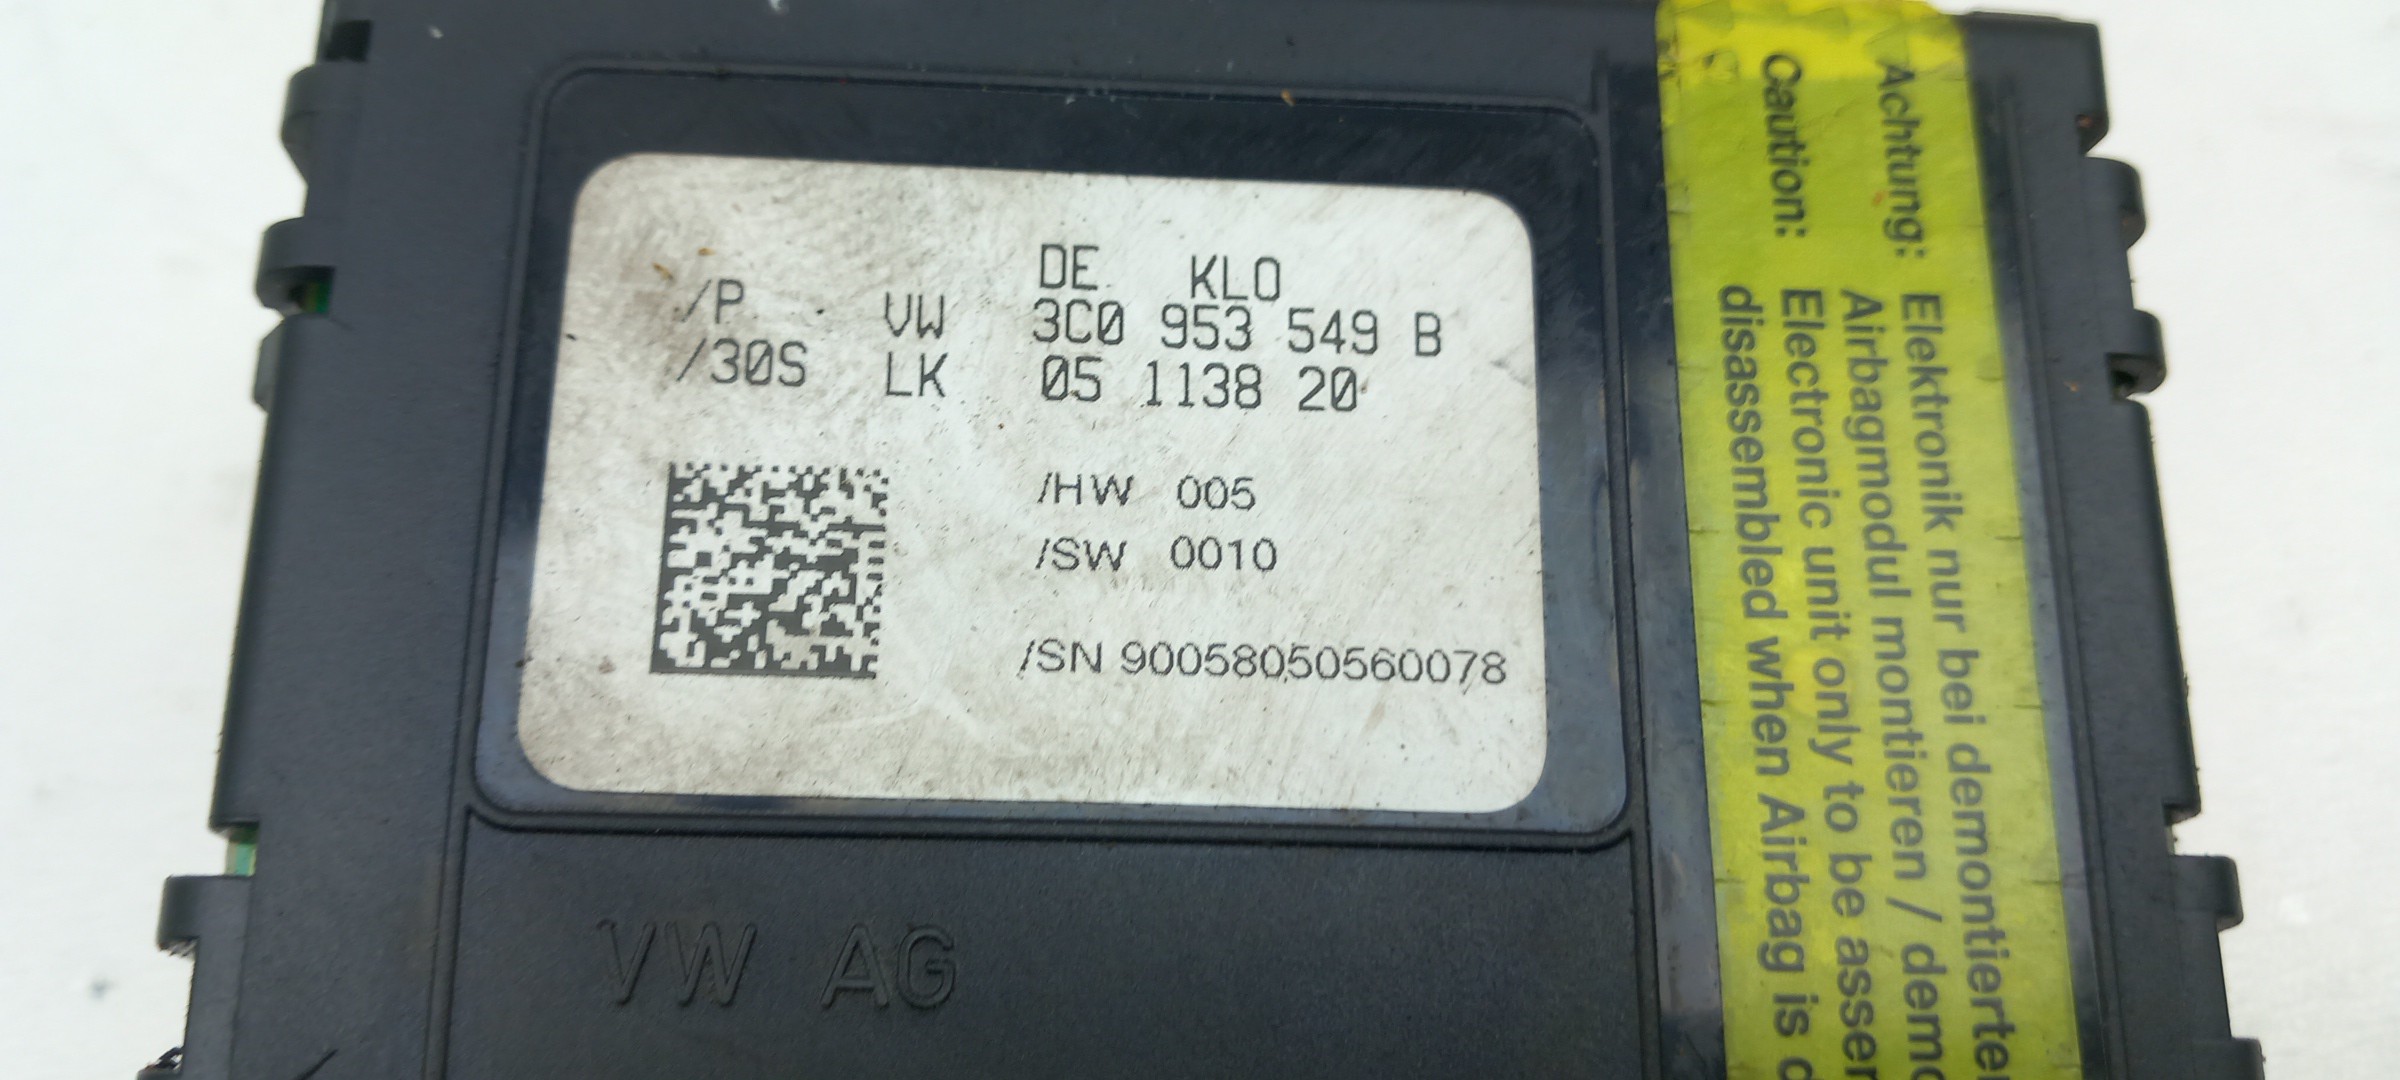 DE. KLO
/P VW 3C0 953 549 B
/30S LK 05 1138 20
/HW 005
/SW 0010
/SN 90058050560078
VW AG
Achtung: Elektronik nur bei demontierte
Airbagmodul montieren / demo
Caution: Electronic unit only to be assem
disassembled when Airbag is d